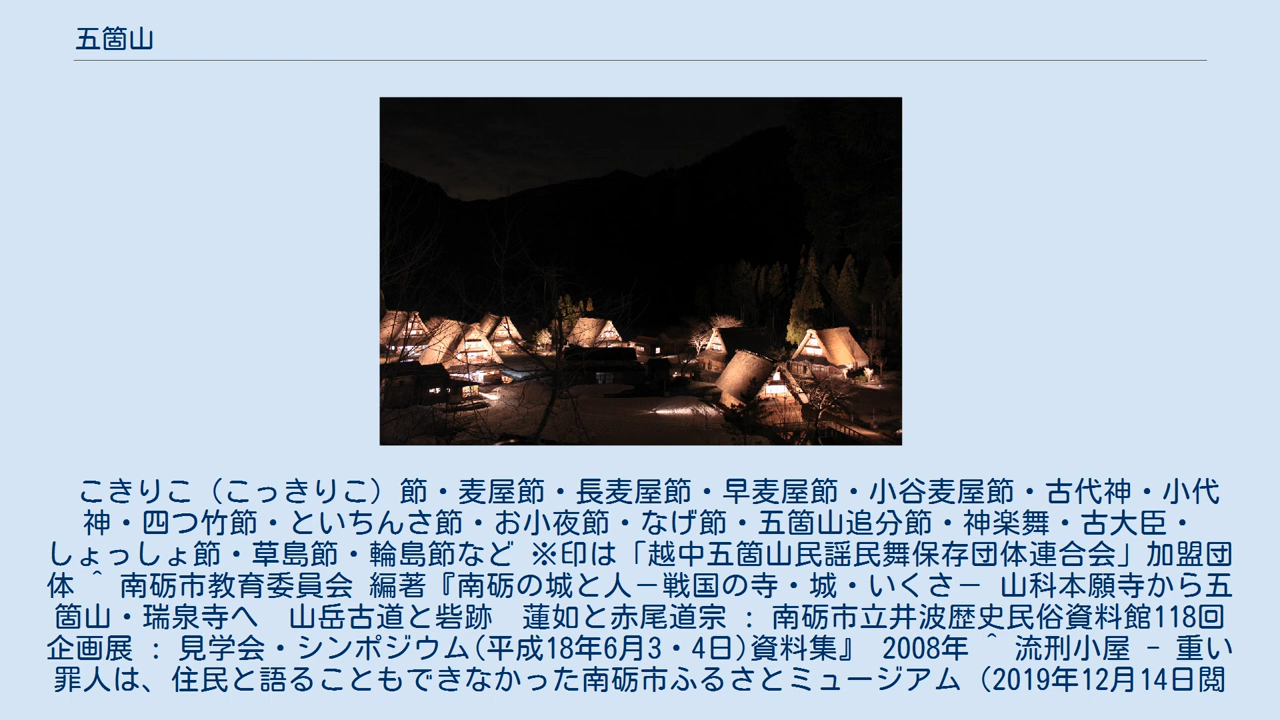 五箇山
こきりこ（こっきりこ）節・麦屋節・長麦屋節・早麦屋節・小谷麦屋節・古代神・小代
神・四つ竹節・といちんさ節・お小夜節・なげ節・五箇山追分節・神楽舞・古大臣・
しょっしょ節・草島節・輪島節など ※印は「越中五箇山民謡民舞保存団体連合会」加盟団
体 ^ 南砺市教育委員会 編著『南砺の城と人－戦国の寺・城・いくさ－ 山科本願寺から五
箇山・瑞泉寺へ　山岳古道と砦跡　蓮如と赤尾道宗 : 南砺市立井波歴史民俗資料館118回
企画展 : 見学会・シンポジウム(平成18年6月3・4日)資料集』 2008年 ^ 流刑小屋 - 重い
罪人は、住民と語ることもできなかった南砺市ふるさとミュージアム（2019年12月14日閲